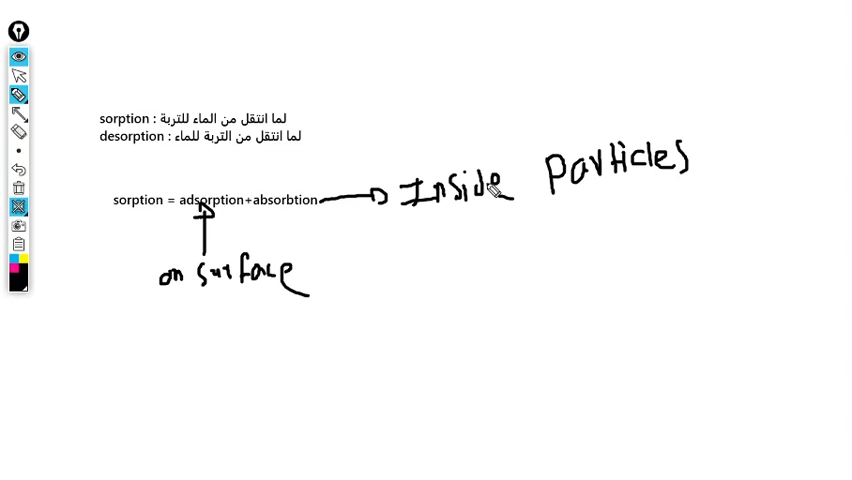 sorption : لما انتقل من الماء للتربة
desorption : لما انتقل من التربة للماء
sorption = adsorption+absorbtion
Inside Particles
on surface